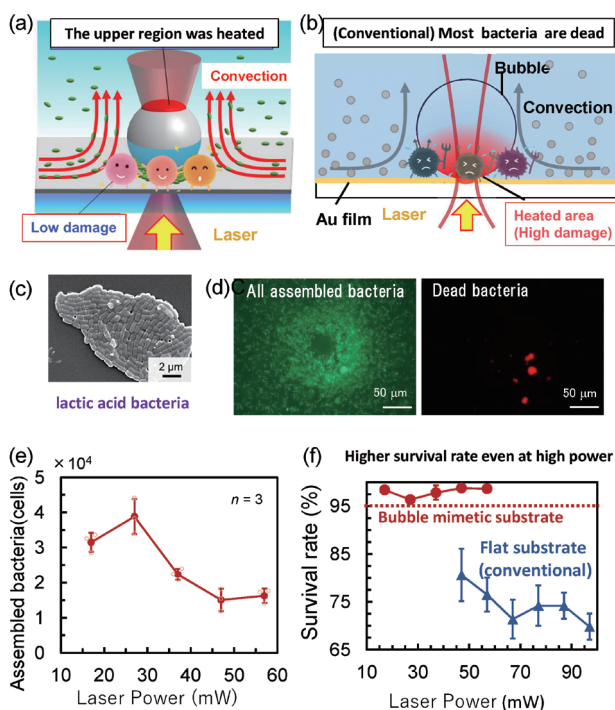 (a)
The upper region was heated
Convection
Low damage
Laser
(b)
(Conventional) Most bacteria are dead
Bubble
Convection
Au film
Laser
Heated area
(High damage)
(c)
2 μm
lactic acid bacteria
(d)
C
All assembled bacteria
50 μm
Dead bacteria
50 μm
(e)
× 10⁴
n = 3
Assembled bacteria(cells)
5
4
3
2
1
0
10 20 30 40 50 60
Laser Power (mW)
(f)
Higher survival rate even at high power
Survival rate (%)
95
85
75
65
Bubble mimetic substrate
Flat substrate
(conventional)
10 30 50 70 90
Laser Power (mW)